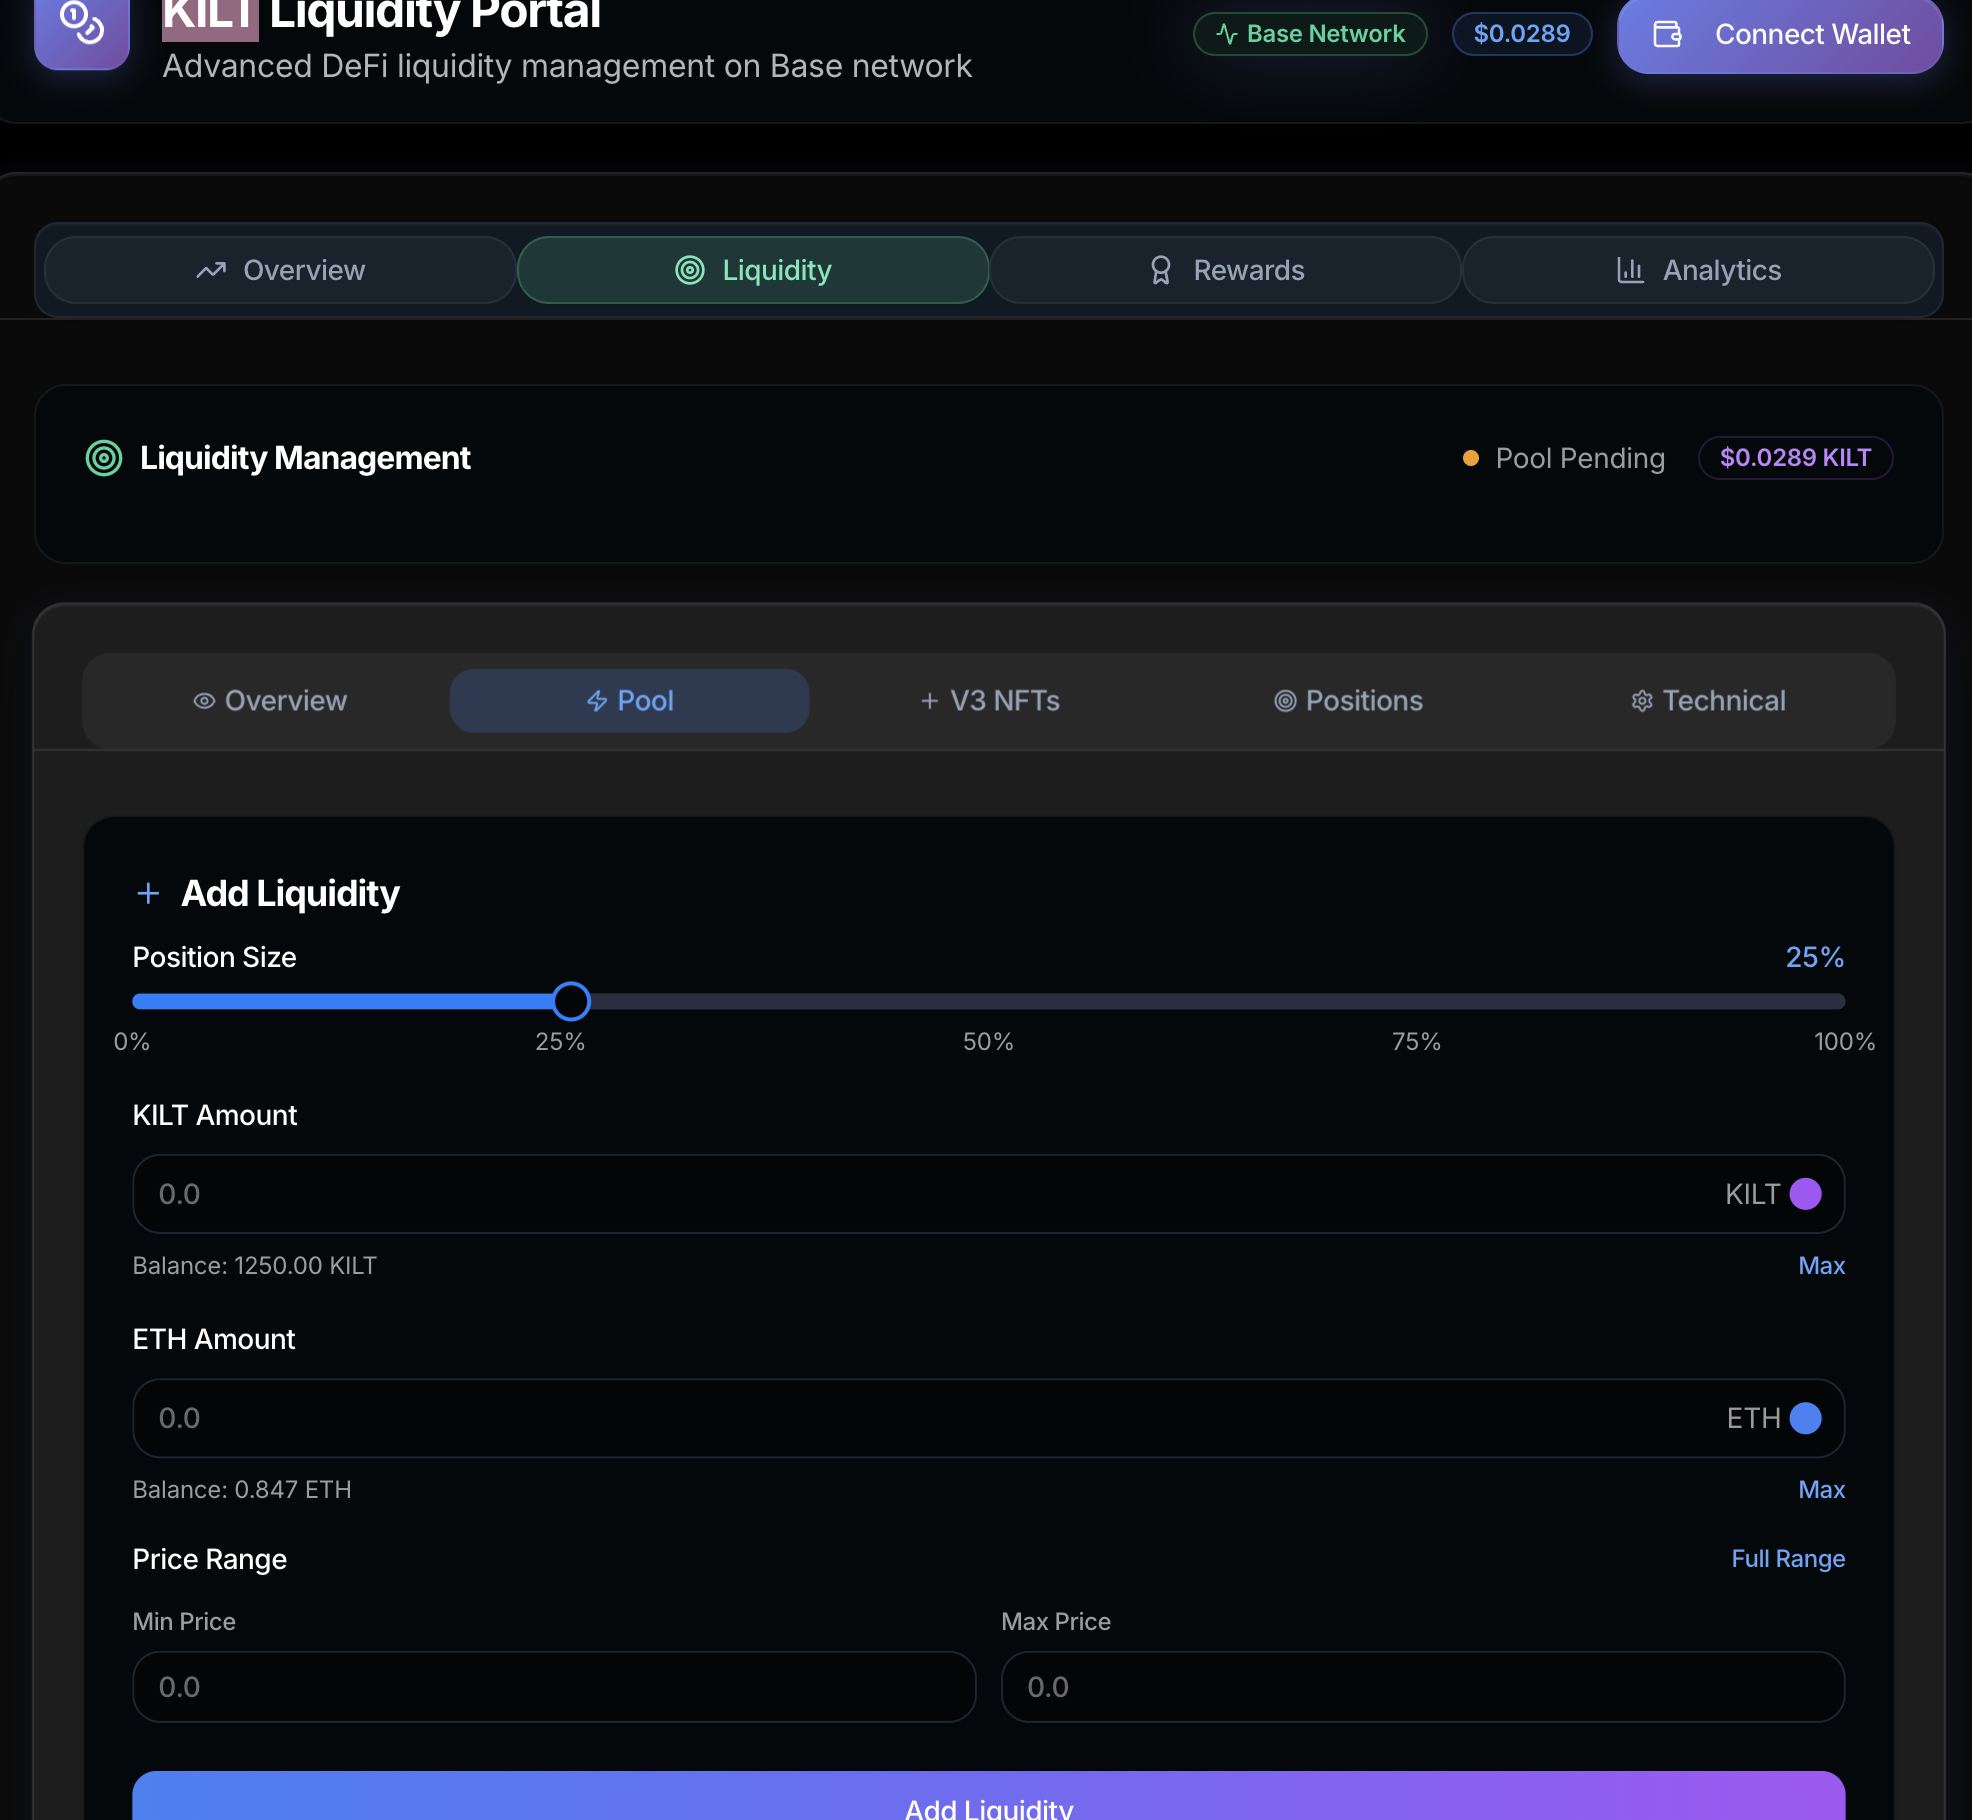 KILT Liquidity Portal
Advanced DeFi liquidity management on Base network
Base Network
$0.0289
Connect Wallet
Overview
Liquidity
Rewards
Analytics
Liquidity Management
Pool Pending
$0.0289 KILT
Overview
Pool
V3 NFTs
Positions
Technical
Add Liquidity
Position Size
25%
0%
25%
50%
75%
100%
KILT Amount
0.0
KILT
Balance: 1250.00 KILT
Max
ETH Amount
0.0
ETH
Balance: 0.847 ETH
Max
Price Range
Full Range
Min Price
Max Price
0.0
0.0
Add Liquidity